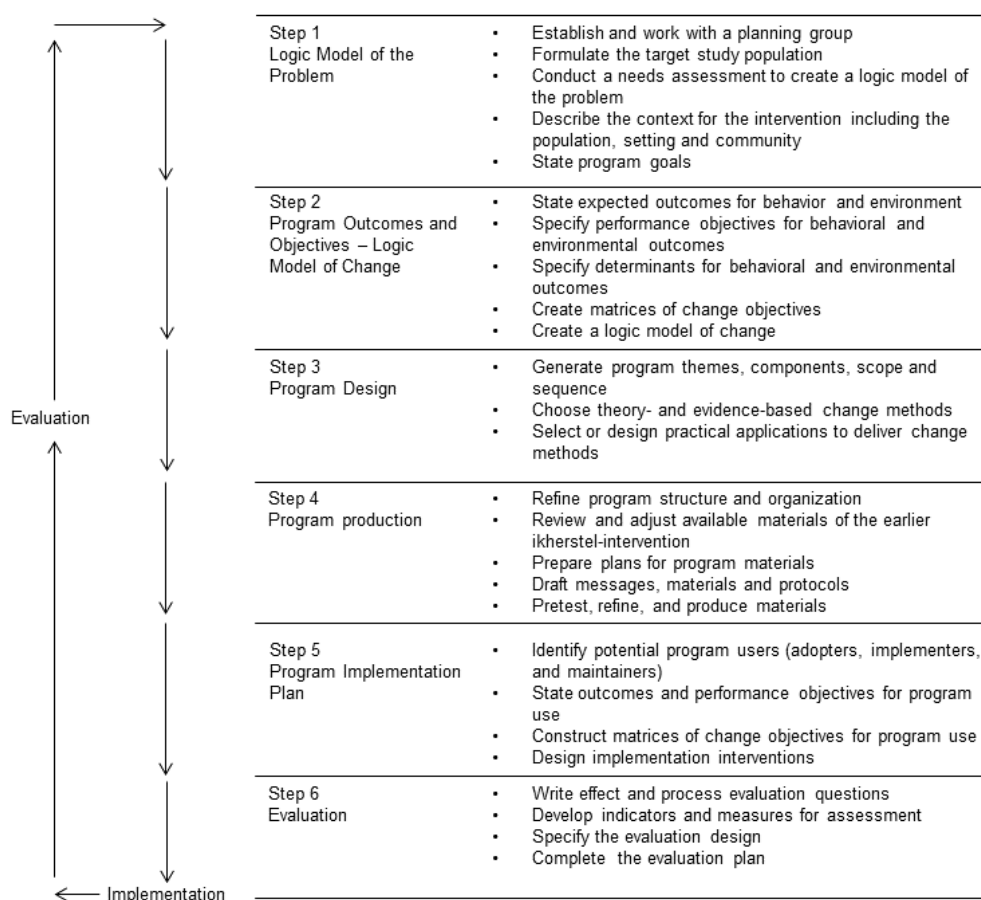 Step 1
Logic Model of the
Problem
• Establish and work with a planning group
• Formulate the target study population
• Conduct a needs assessment to create a logic model of
the problem
• Describe the context for the intervention including the
population, setting and community
• State program goals
Step 2
Program Outcomes and
Objectives – Logic
Model of Change
• State expected outcomes for behavior and environment
• Specify performance objectives for behavioral and
environmental outcomes
• Specify determinants for behavioral and environmental
outcomes
• Create matrices of change objectives
• Create a logic model of change
Step 3
Program Design
• Generate program themes, components, scope and
sequence
• Choose theory- and evidence-based change methods
• Select or design practical applications to deliver change
methods
Evaluation
Step 4
Program production
• Refine program structure and organization
• Review and adjust available materials of the earlier
ikherstel-intervention
• Prepare plans for program materials
• Draft messages, materials and protocols
• Pretest, refine, and produce materials
Step 5
Program Implementation
Plan
• Identify potential program users (adopters, implementers,
and maintainers)
• State outcomes and performance objectives for program
use
• Construct matrices of change objectives for program use
• Design implementation interventions
Step 6
Evaluation
• Write effect and process evaluation questions
• Develop indicators and measures for assessment
• Specify the evaluation design
• Complete the evaluation plan
Implementation